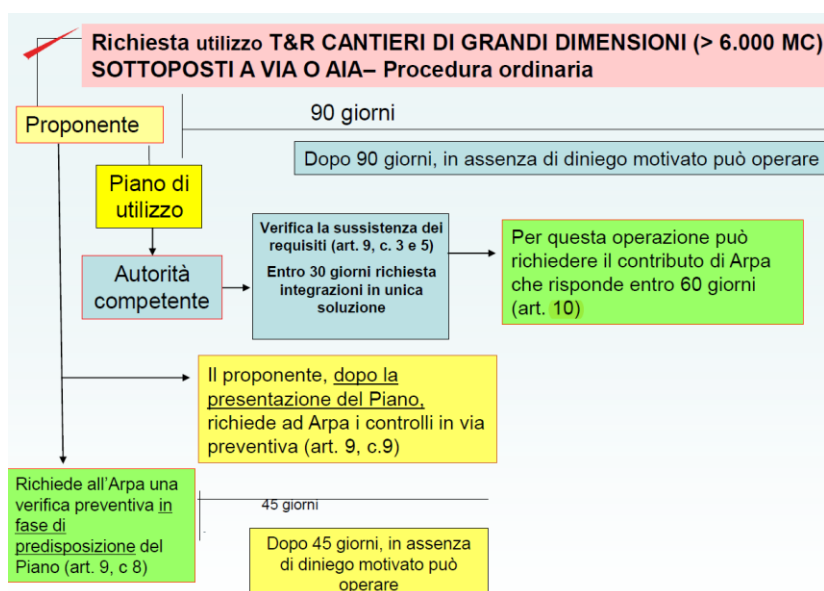 Richiesta utilizzo T&R CANTIERI DI GRANDI DIMENSIONI (> 6.000 MC)
SOTTOPOSTI A VIA O AIA– Procedura ordinaria
90 giorni
Proponente
Dopo 90 giorni, in assenza di diniego motivato può operare
Piano di
utilizzo
Verifica la sussistenza dei
requisiti (art. 9, c. 3 e 5)
Entro 30 giorni richiesta
integrazioni in unica
soluzione
Per questa operazione può
richiedere il contributo di Arpa
che risponde entro 60 giorni
(art. 10)
Autorità
competente
Il proponente, dopo la
presentazione del Piano,
richiede ad Arpa i controlli in via
preventiva (art. 9, c.9)
Richiede all'Arpa una
verifica preventiva in
fase di
predisposizione del
Piano (art. 9, c 8)
45 giorni
Dopo 45 giorni, in assenza
di diniego motivato può
operare